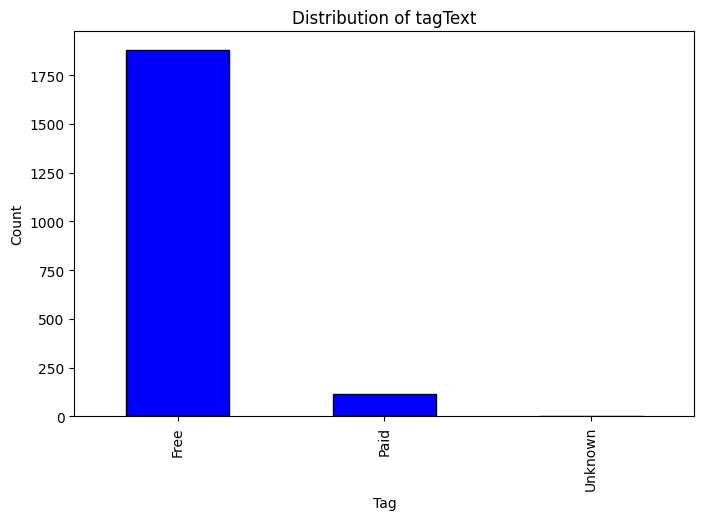 Distribution of tagText
1750
1500
1250
1000
750
500
250
0
Count
Free
Paid
Unknown
Tag